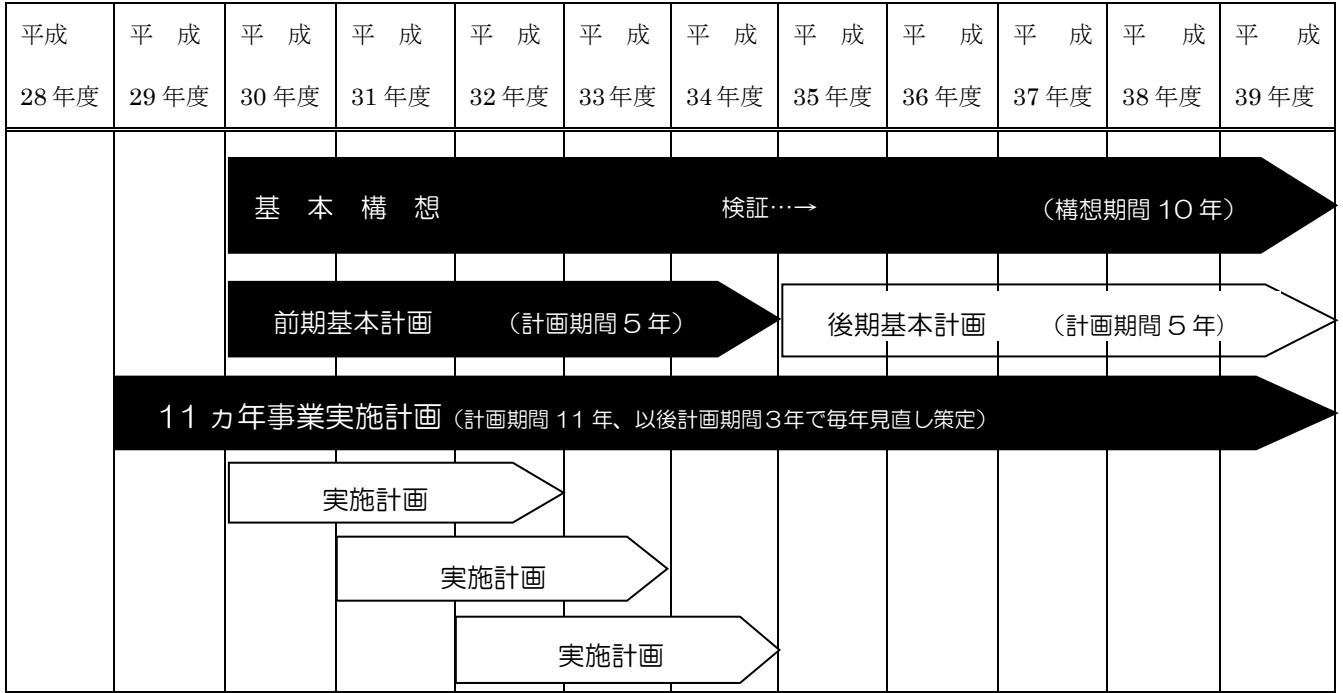 平成 平成 平成 平成 平成 平成 平成 平成 平成 平成 平成 平成
28年度 29年度 30年度 31年度 32年度 33年度 34年度 35年度 36年度 37年度 38年度 39年度
基本構想 検証…→ （構想期間10年）
前期基本計画 （計画期間5年） 後期基本計画 （計画期間5年）
11ヵ年事業実施計画（計画期間11年、以後計画期間3年で毎年見直し策定）
実施計画
実施計画
実施計画